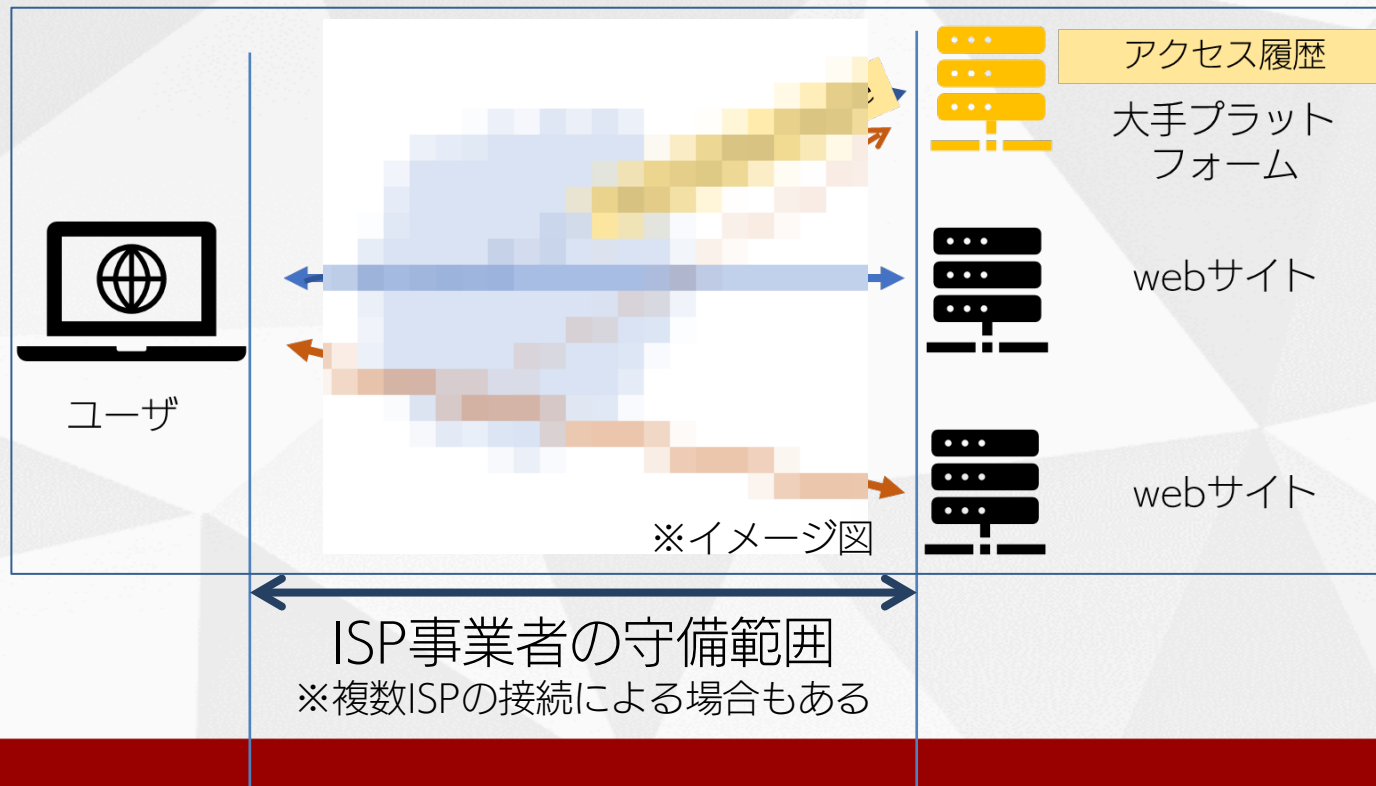 アクセス履歴
大手プラット
フォーム
webサイト
ユーザ
webサイト
※イメージ図
ISP事業者の守備範囲
※複数ISPの接続による場合もある